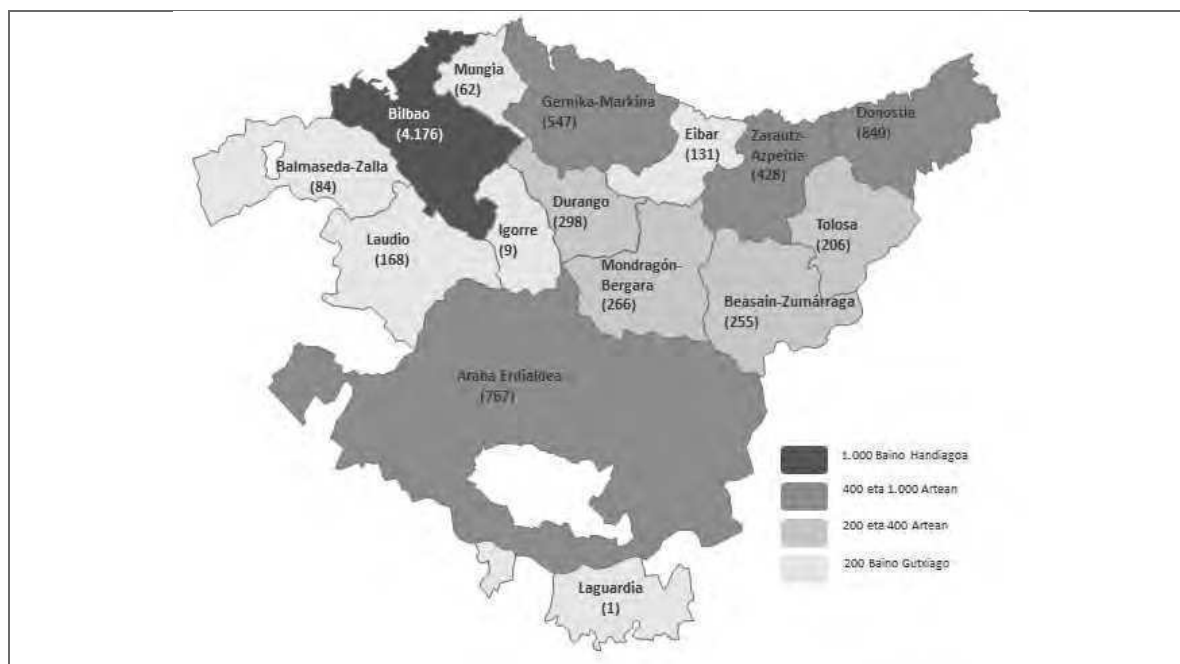 Mungia
(62)
Bilbao
(4.176)
Gernika-Markina
(547)
Eibar
(131)
Zarautz-
Azpeitia
(428)
Donostia
Balmaseda-Zalla
(84)
Laudio
(168)
Igorre
(9)
Durango
(298)
Mondragón-
Bergara
(266)
Tolosa
(206)
Beasain-Zumárraga
(255)
Araba Erdialdea
(767)
Laguardia
(1)
1.000 Baino Handiagoa
400 eta 1.000 Artean
200 eta 400 Artean
200 Baino Gutxiago